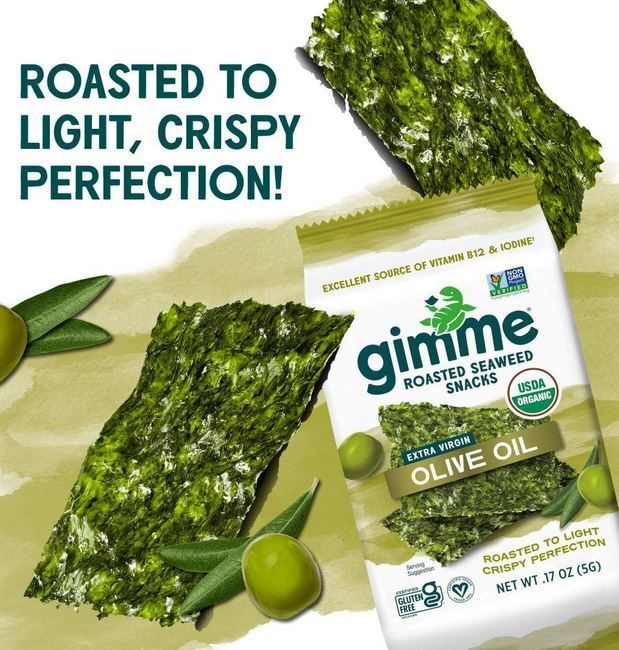 ROASTED TO
LIGHT, CRISPY
PERFECTION!
EXCELLENT SOURCE OF VITAMIN B12 & IODINE†
NON
GMO
Project
VERIFIED
gimme®
ROASTED SEAWEED
SNACKS
USDA
ORGANIC
EXTRA VIRGIN
OLIVE OIL
ROASTED TO LIGHT
CRISPY PERFECTION
Serving
Suggestion
CERTIFIED
GLUTEN
FREE
NET WT .17 OZ (5G)